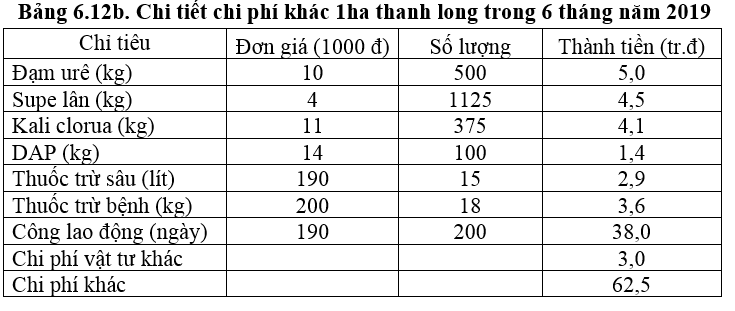 Bảng 6.12b. Chi tiết chi phí khác 1ha thanh long trong 6 tháng năm 2019
Chỉ tiêu Đơn giá (1000 đ) Số lượng Thành tiền (tr.đ)
Đạm urê (kg) 10 500 5,0
Supe lân (kg) 4 1125 4,5
Kali clorua (kg) 11 375 4,1
DAP (kg) 14 100 1,4
Thuốc trừ sâu (lít) 190 15 2,9
Thuốc trừ bệnh (kg) 200 18 3,6
Công lao động (ngày) 190 200 38,0
Chi phí vật tư khác 3,0
Chi phí khác 62,5